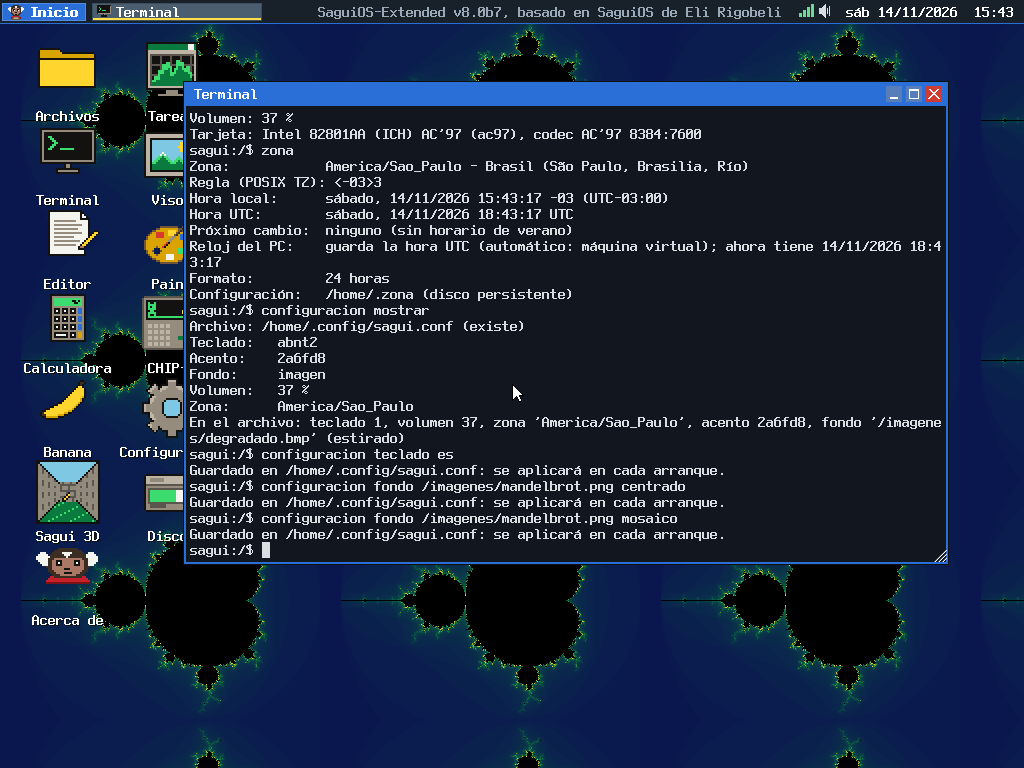 Inicio
Terminal
SaguiOS-Extended v8.0b7, basado en SaguiOS de Eli Rigobeli
sáb 14/11/2026 15:43
Archivos
Tarea
Terminal
Viso
Editor
Pain
Calculadora
CHIP-
Banana
Configur
Sagui 3D
Disco
Acerca de
Terminal
Volumen: 37 %
Tarjeta: Intel 82801AA (ICH) AC'97 (ac97), codec AC'97 8384:7600
sagui:/$ zona
Zona: America/Sao_Paulo - Brasil (São Paulo, Brasilia, Río)
Regla (POSIX TZ): <-03>3
Hora local: sábado, 14/11/2026 15:43:17 -03 (UTC-03:00)
Hora UTC: sábado, 14/11/2026 18:43:17 UTC
Próximo cambio: ninguno (sin horario de verano)
Reloj del PC: guarda la hora UTC (automático: máquina virtual); ahora tiene 14/11/2026 18:4
3:17
Formato: 24 horas
Configuración: /home/.zona (disco persistente)
sagui:/$ configuracion mostrar
Archivo: /home/.config/sagui.conf (existe)
Teclado: abnt2
Acento: 2a6fd8
Fondo: imagen
Volumen: 37 %
Zona: America/Sao_Paulo
En el archivo: teclado 1, volumen 37, zona 'America/Sao_Paulo', acento 2a6fd8, fondo '/imagene
s/degradado.bmp' (estirado)
sagui:/$ configuracion teclado es
Guardado en /home/.config/sagui.conf: se aplicará en cada arranque.
sagui:/$ configuracion fondo /imagenes/mandelbrot.png centrado
Guardado en /home/.config/sagui.conf: se aplicará en cada arranque.
sagui:/$ configuracion fondo /imagenes/mandelbrot.png mosaico
Guardado en /home/.config/sagui.conf: se aplicará en cada arranque.
sagui:/$